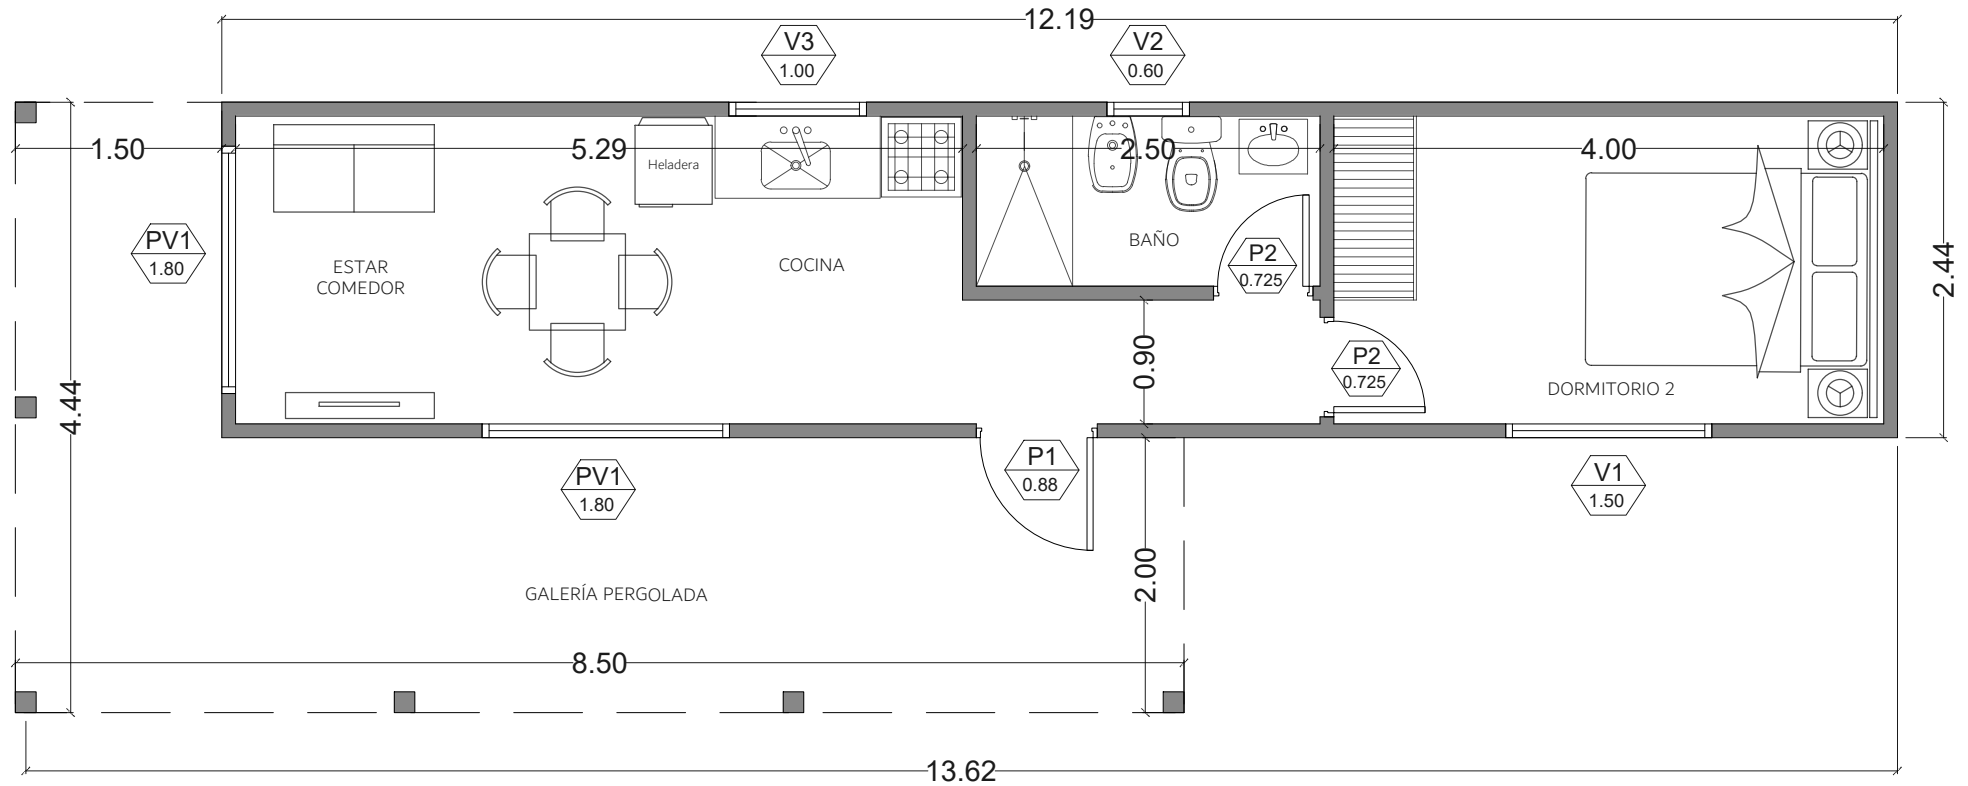 12.19
V3
1.00
V2
0.60
1.50
5.29
2.50
4.00
Heladera
PV1
1.80
ESTAR
COMEDOR
COCINA
BAÑO
P2
0.725
2.44
4.44
0.90
P2
0.725
DORMITORIO 2
PV1
1.80
P1
0.88
V1
1.50
2.00
GALERÍA PERGOLADA
8.50
13.62